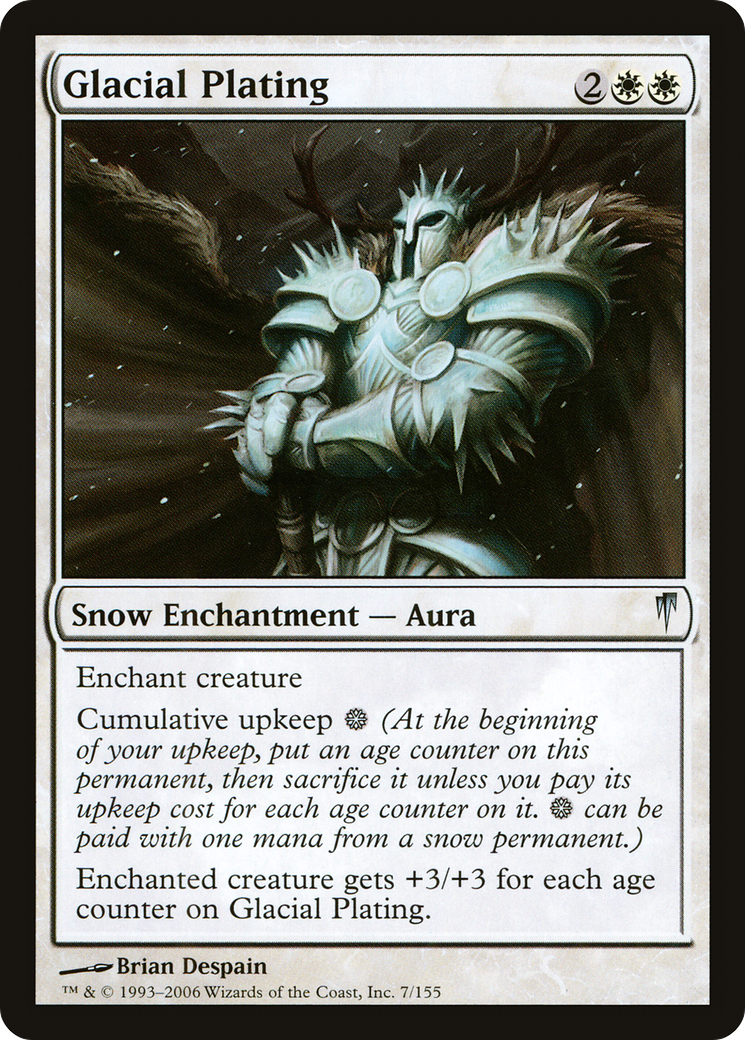 Glacial Plating 2
Snow Enchantment — Aura
Enchant creature
Cumulative upkeep (At the beginning
of your upkeep, put an age counter on this
permanent, then sacrifice it unless you pay its
upkeep cost for each age counter on it. can be
paid with one mana from a snow permanent.)
Enchanted creature gets +3/+3 for each age
counter on Glacial Plating.
Brian Despain
™ & © 1993–2006 Wizards of the Coast, Inc. 7/155